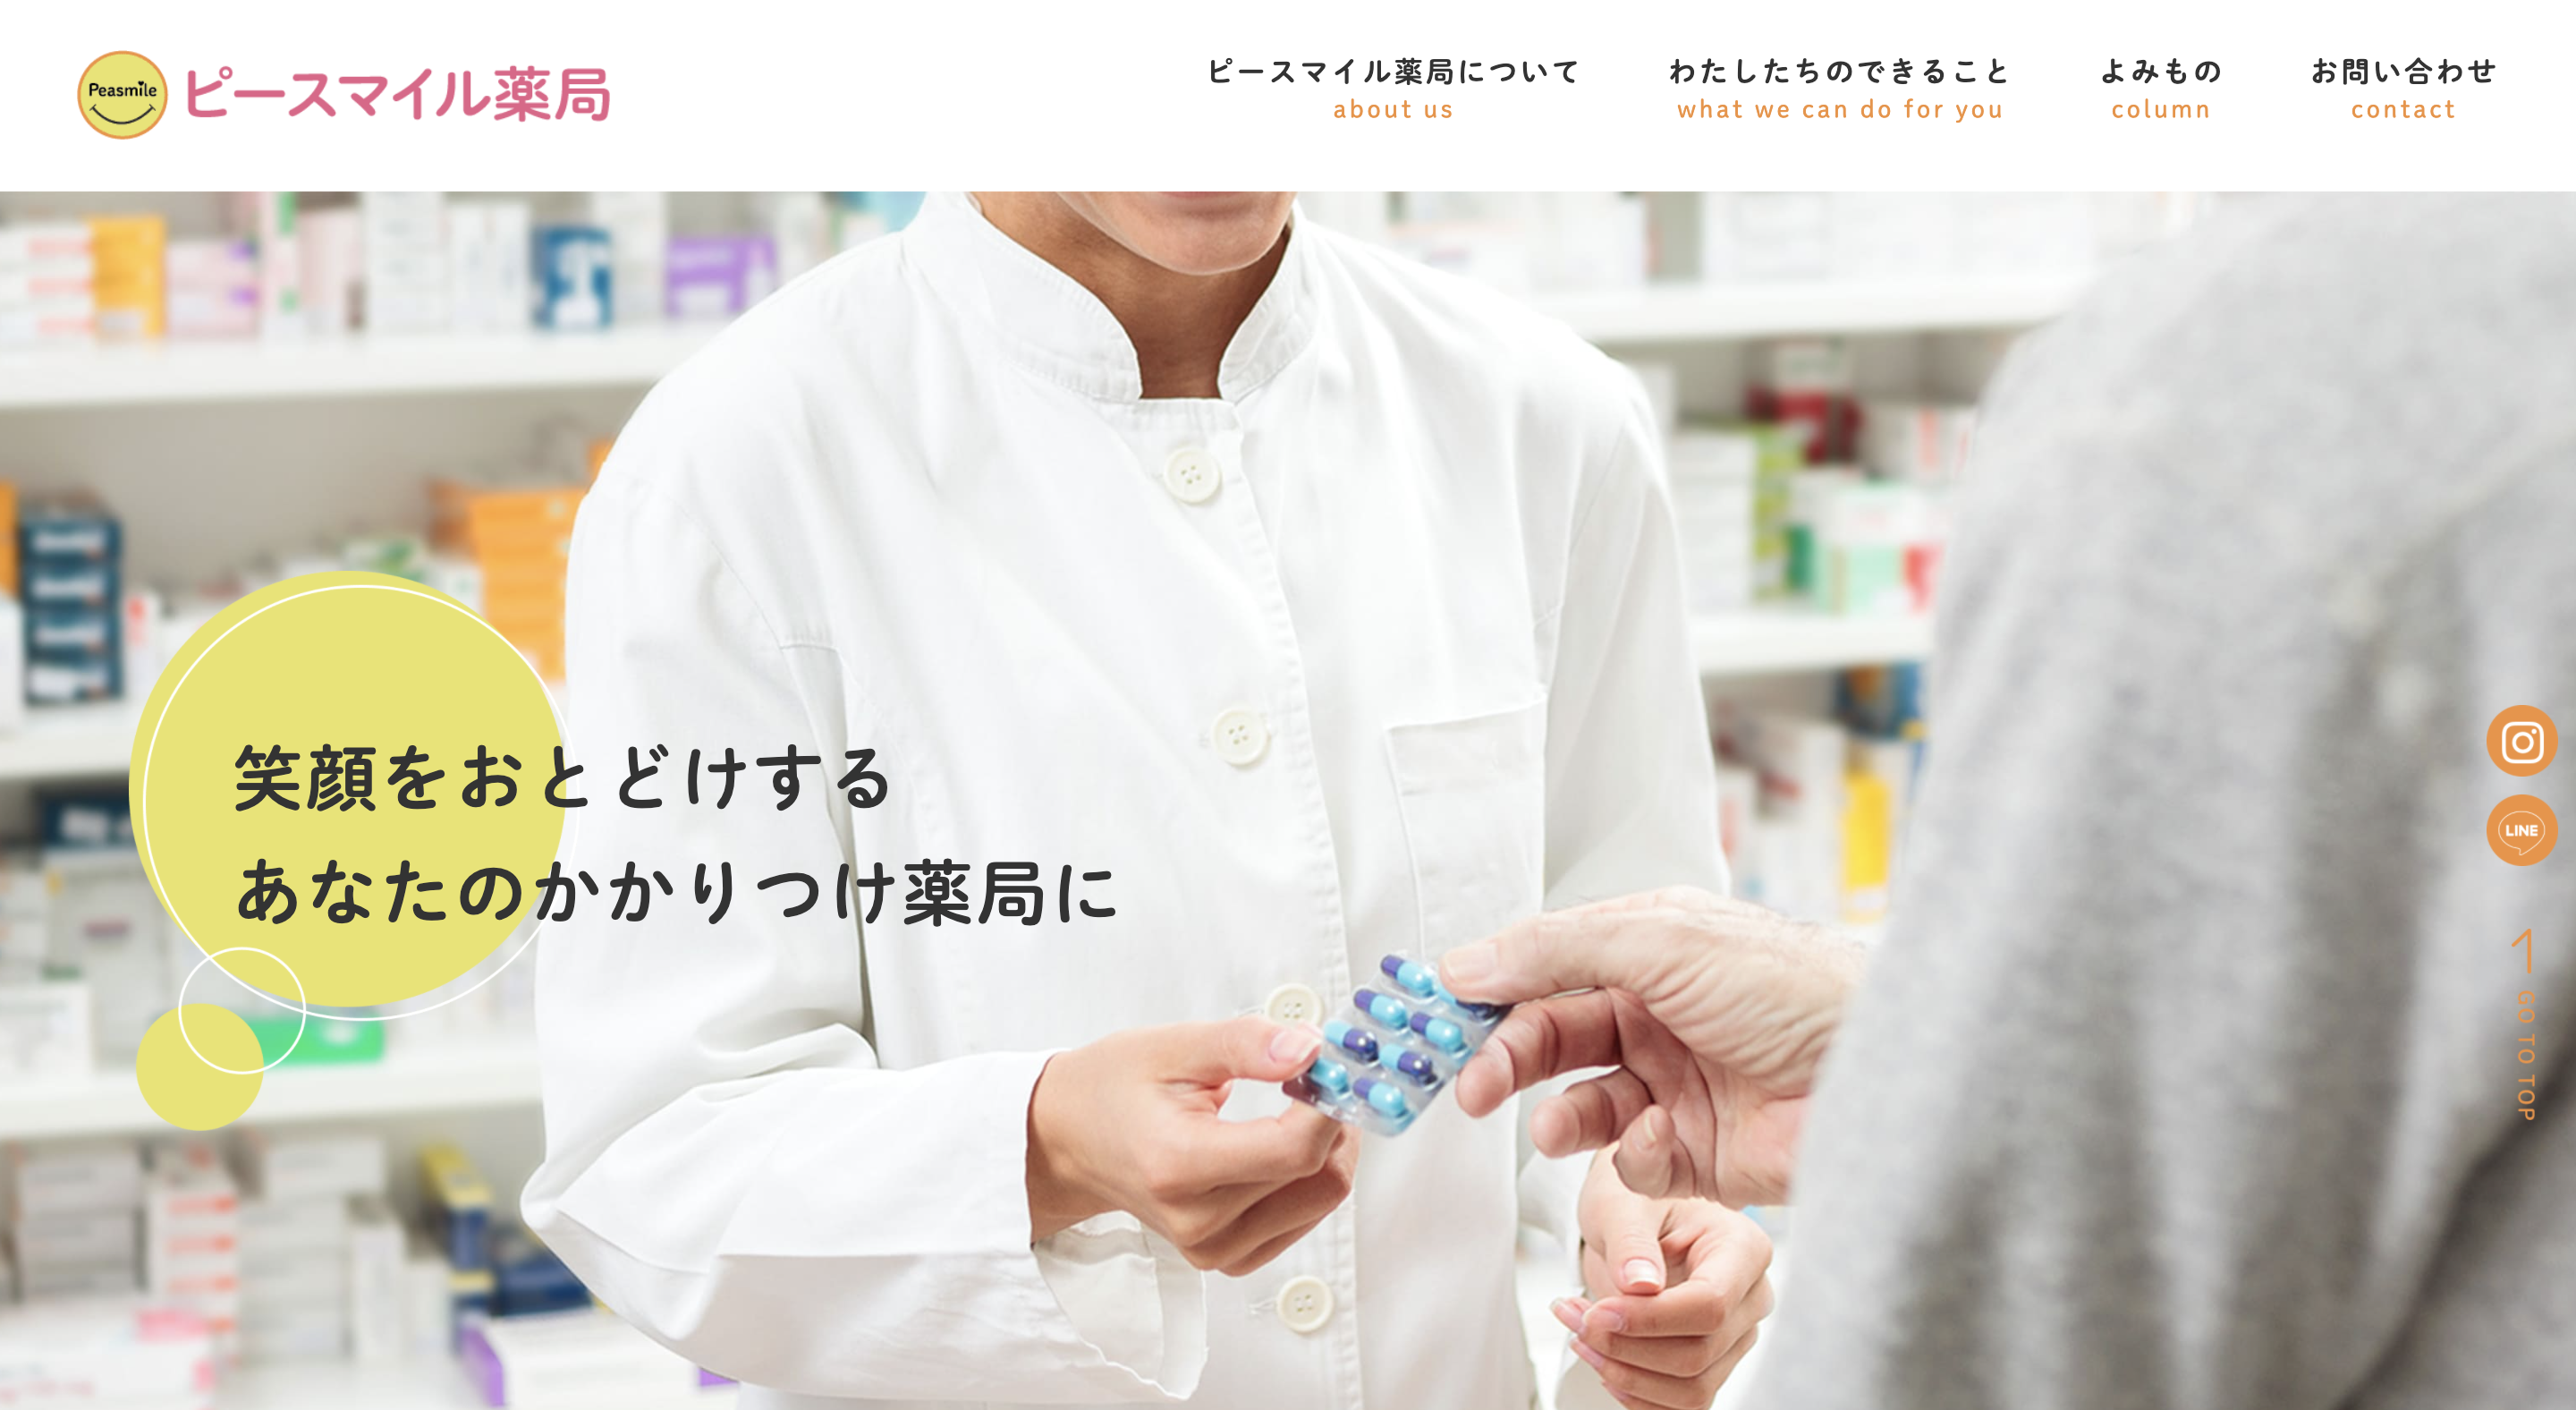 Peasmile
ピースマイル薬局
ピースマイル薬局について
about us
わたしたちのできること
what we can do for you
よみもの
column
お問い合わせ
contact
笑顔をおとどけする
あなたのかかりつけ薬局に
LINE
GO TO TOP